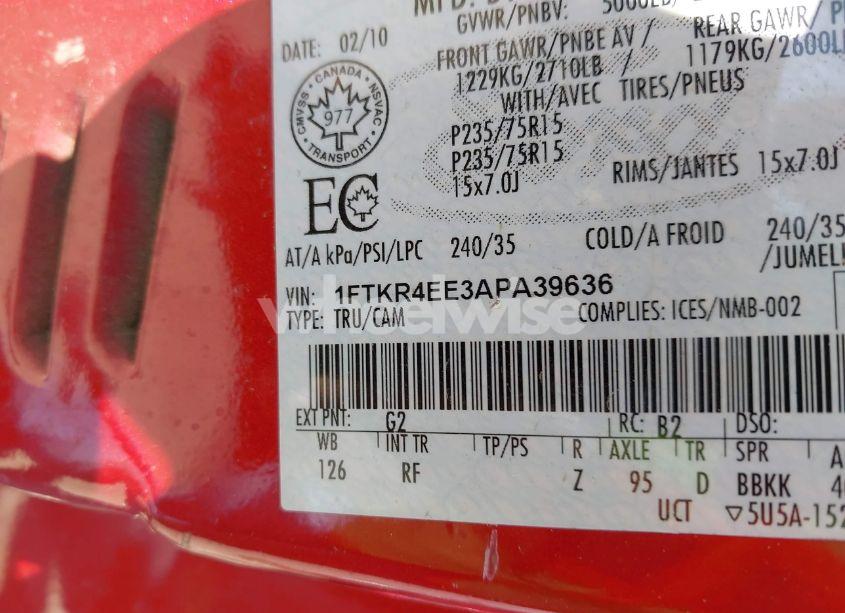 GVWR/PNBV: 5000LB/
DATE: 02/10
FRONT GAWR/PNBE AV/ REAR GAWR/
1229KG/2710LB / 1179KG/2600L
WITH/AVEC TIRES/PNEUS
CANADA
CMVSS NSVAC
977
TRANSPORT
P235/75R15
P235/75R15
15x7.0J RIMS/JANTES 15x7.0J
EC
AT/A kPa/PSI/LPC 240/35 COLD/A FROID 240/35
/JUMEL
VIN: 1FTKR4EE3APA39636
wheelwise
TYPE: TRU/CAM COMPLIES: ICES/NMB-002
EXT PNT: G2 RC: B2 DSO:
WB INT TR TP/PS R AXLE TR SPR A
126 RF Z 95 D BBKK 4
UCT ▽5U5A-152